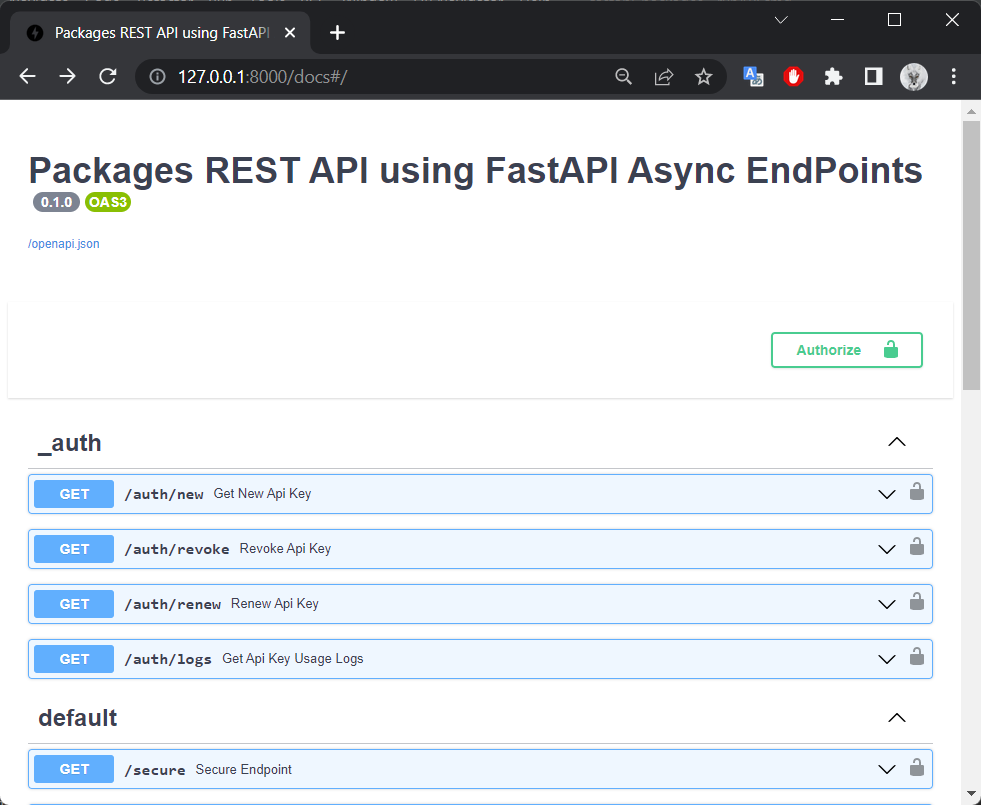 Packages REST API using FastAPI
127.0.0.1:8000/docs#/
Packages REST API using FastAPI Async EndPoints
0.1.0 OAS3
/openapi.json
Authorize
_auth
GET /auth/new Get New Api Key
GET /auth/revoke Revoke Api Key
GET /auth/renew Renew Api Key
GET /auth/logs Get Api Key Usage Logs
default
GET /secure Secure Endpoint